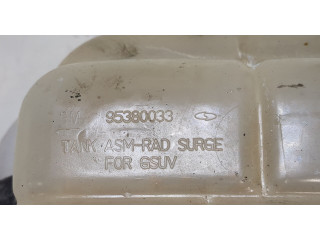 95380033
TANK ASM-RAD SURGE
FOR GSUV